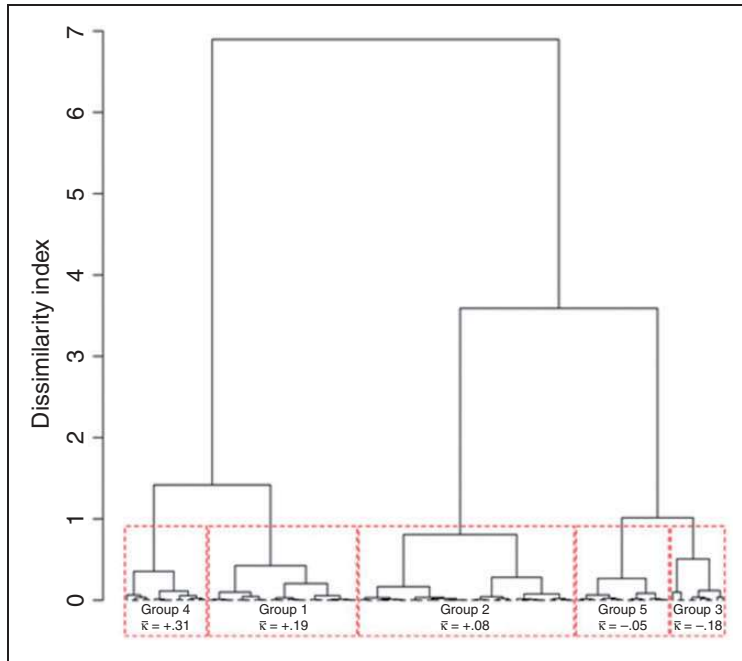 7
6
5
4
3
2
1
0
Dissimilarity index
Group 4
κ̅ = +.31
Group 1
κ̅ = +.19
Group 2
κ̅ = +.08
Group 5
κ̅ = −.05
Group 3
κ̅ = −.18